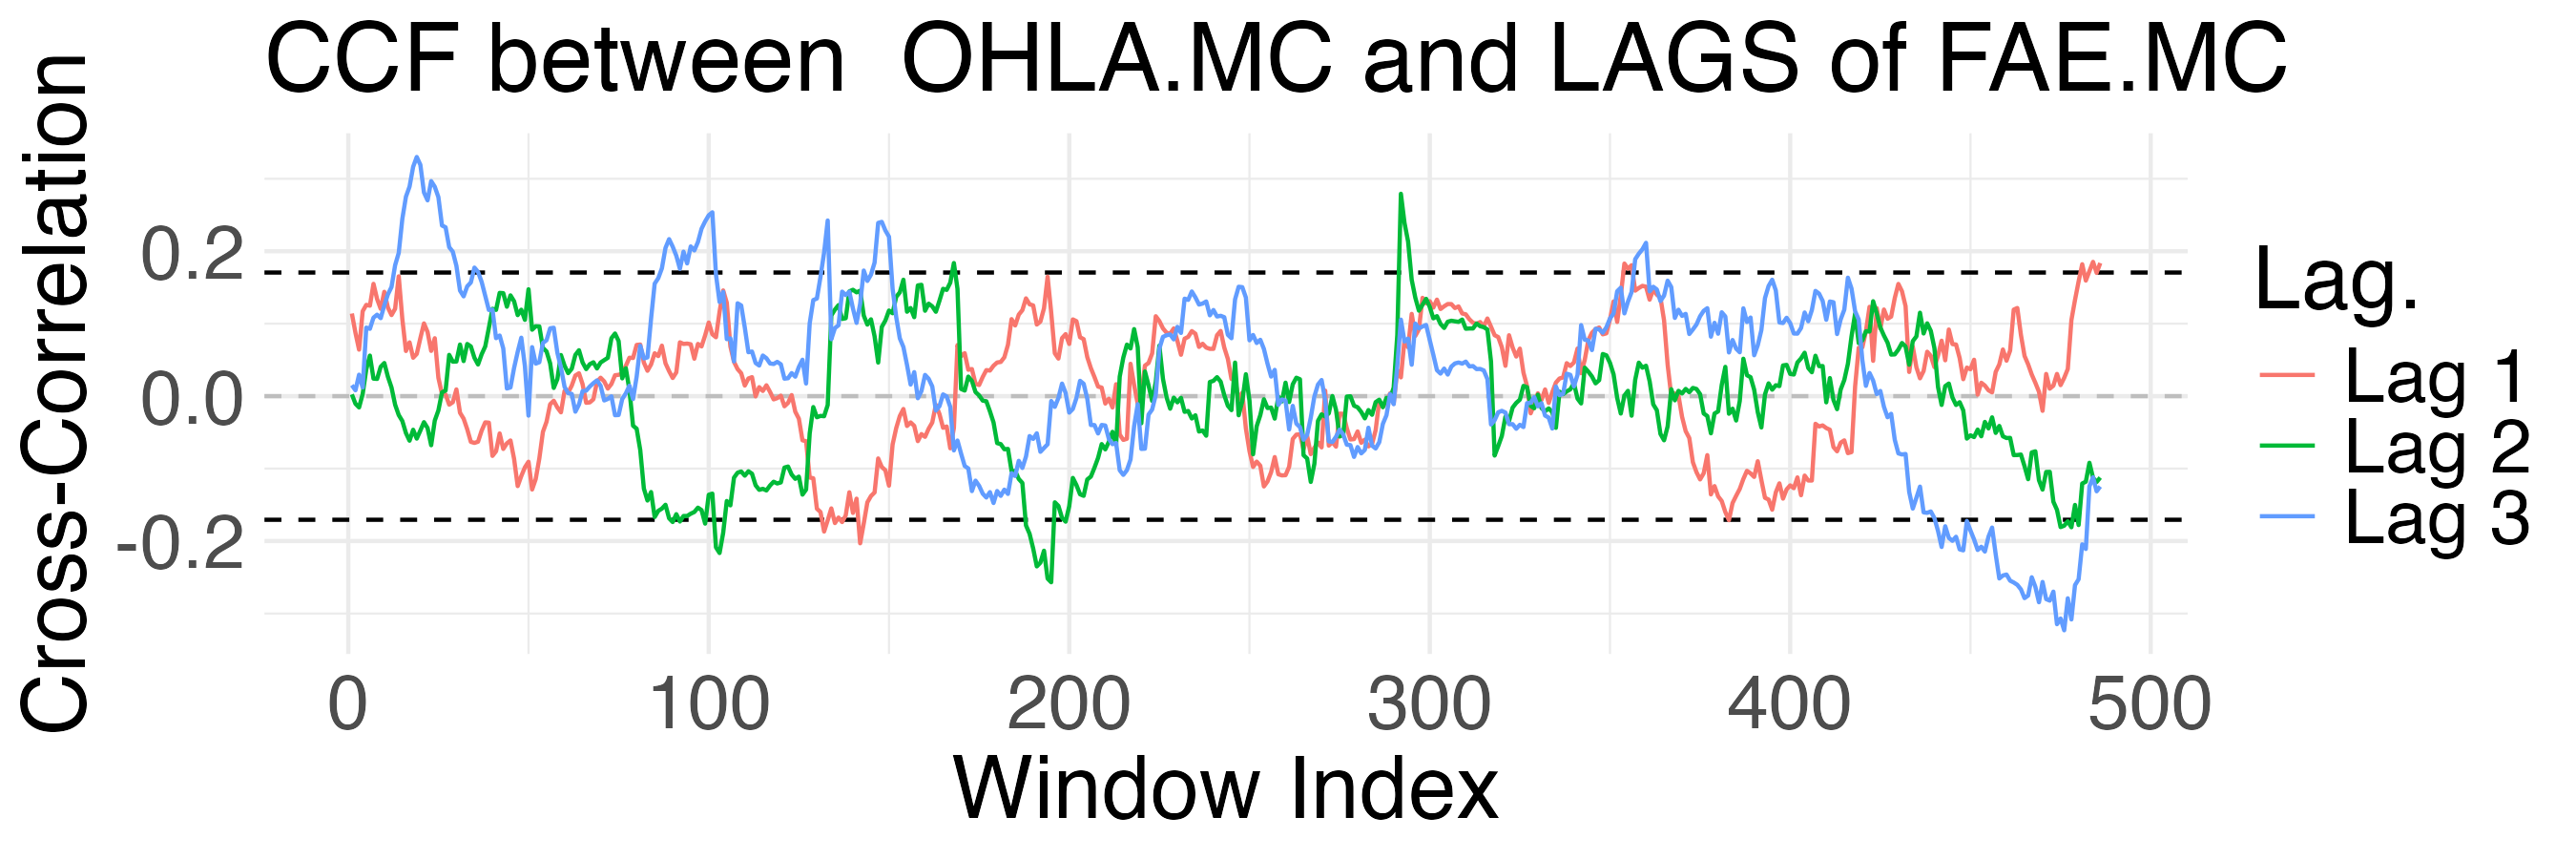 CCF between  OHLA.MC and LAGS of FAE.MC
Cross-Correlation
0.2
0.0
-0.2
0
100
200
300
400
500
Window Index
Lag.
Lag 1
Lag 2
Lag 3